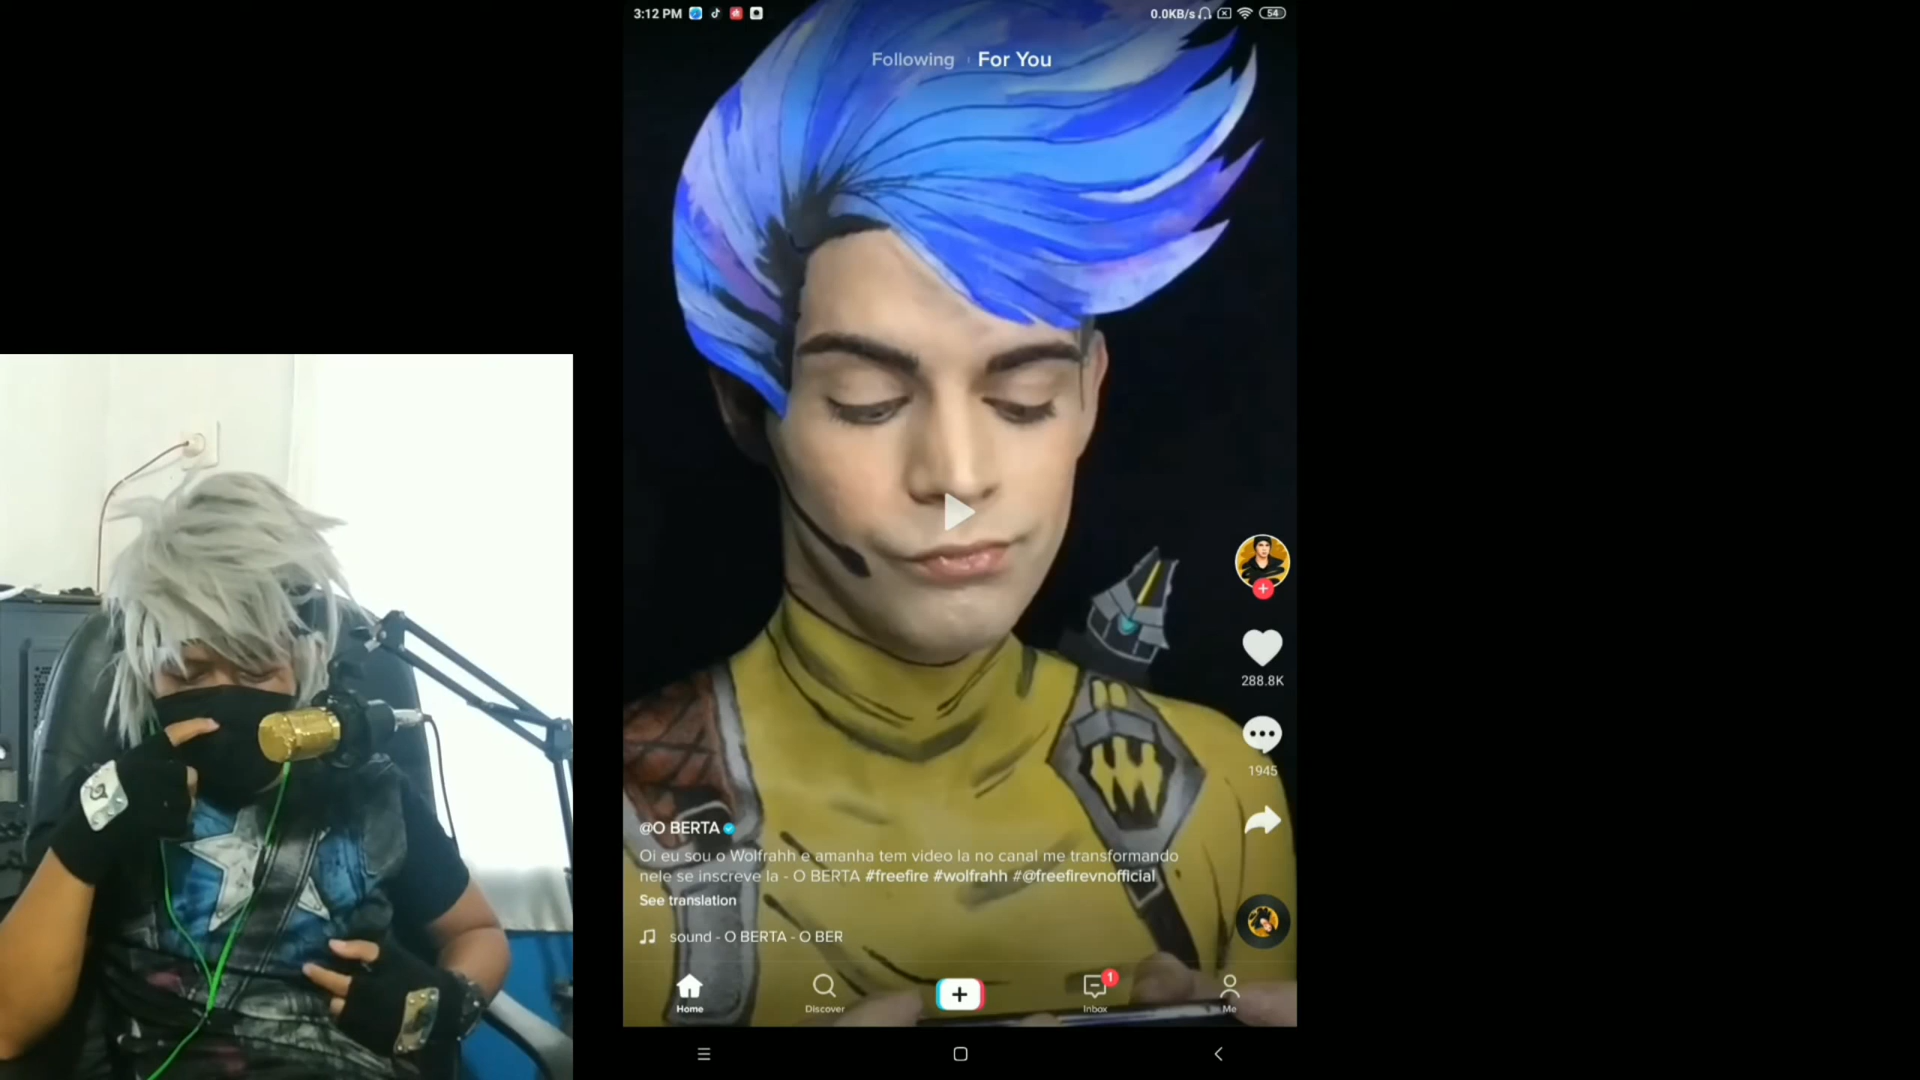 3:12 PM
0.0KB/s
54
Following
For You
288.8K
1945
@O BERTA
Oi eu sou o Wolfrahh e amanha tem video la no canal me transformando
nele se inscreve la - O BERTA #freefire #wolfrahh #@freefirevnofficial
See translation
sound - O BERTA - O BER
Home
Discover
1
Inbox
Me